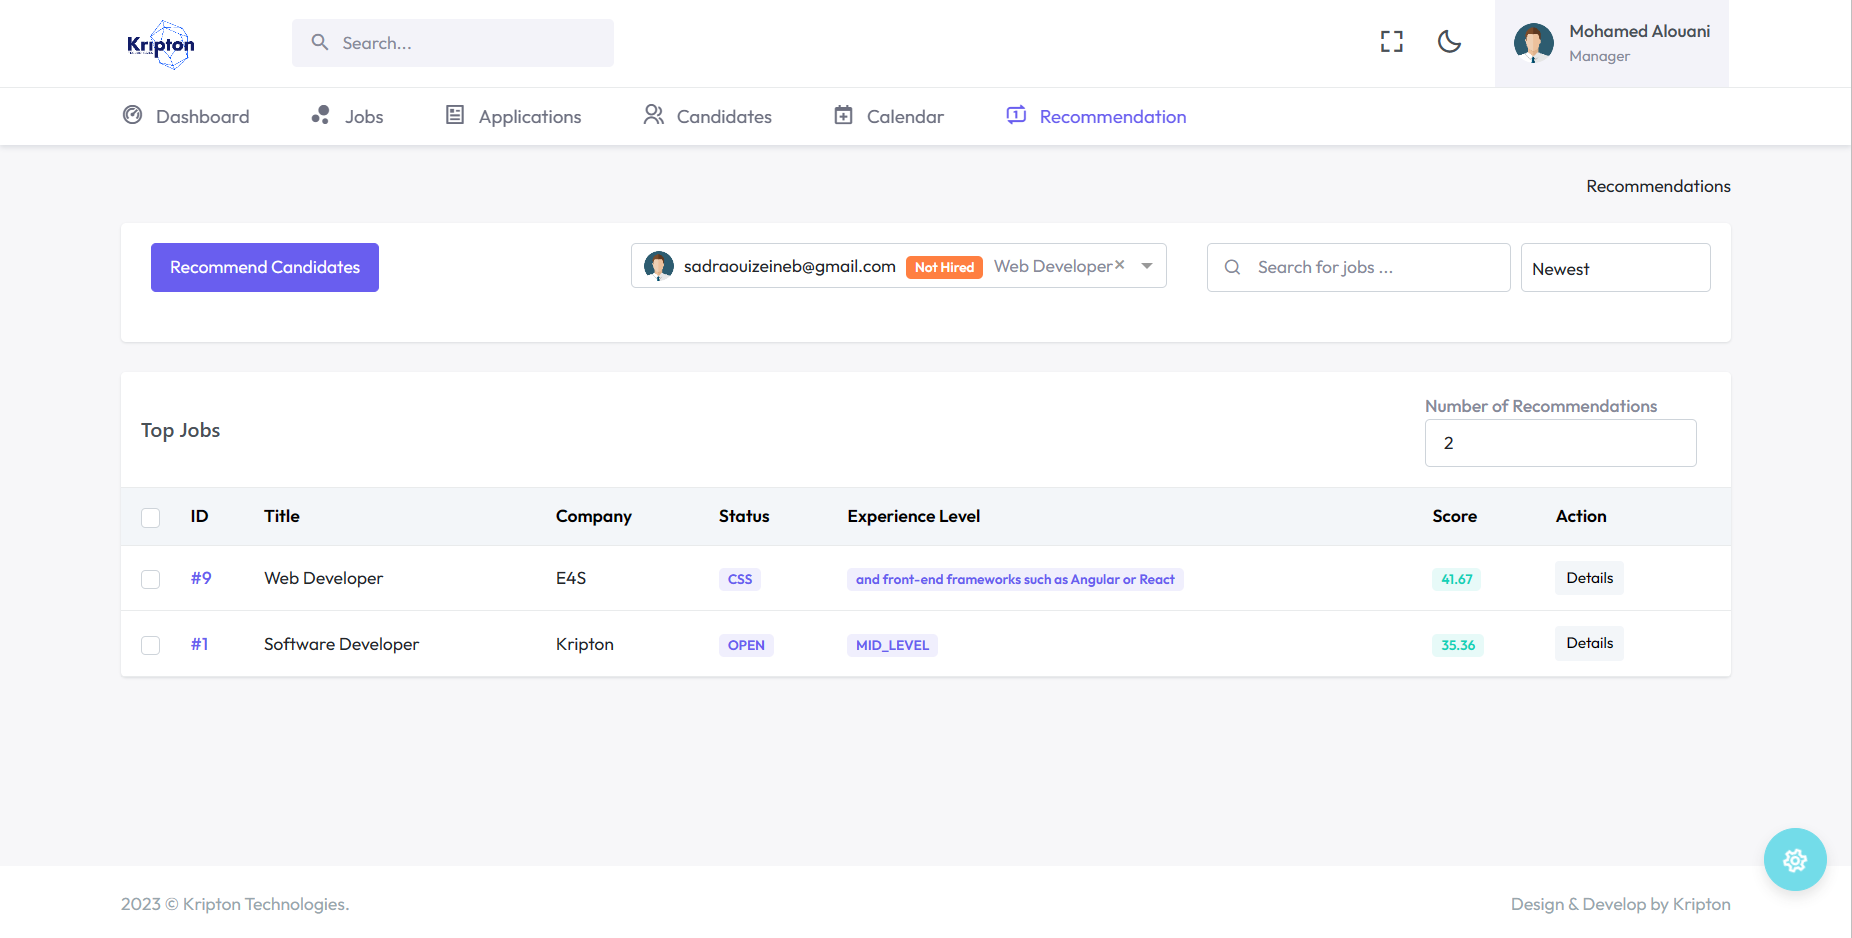 Kripton
Search...
Mohamed Alouani
Manager
Dashboard
Jobs
Applications
Candidates
Calendar
Recommendation
Recommendations
Recommend Candidates
sadraouizeineb@gmail.com Not Hired Web Developer×
Search for jobs ...
Newest
Top Jobs
Number of Recommendations
2
ID Title Company Status Experience Level Score Action
#9 Web Developer E4S CSS and front-end frameworks such as Angular or React 41.67 Details
#1 Software Developer Kripton OPEN MID_LEVEL 35.36 Details
2023 © Kripton Technologies.
Design & Develop by Kripton